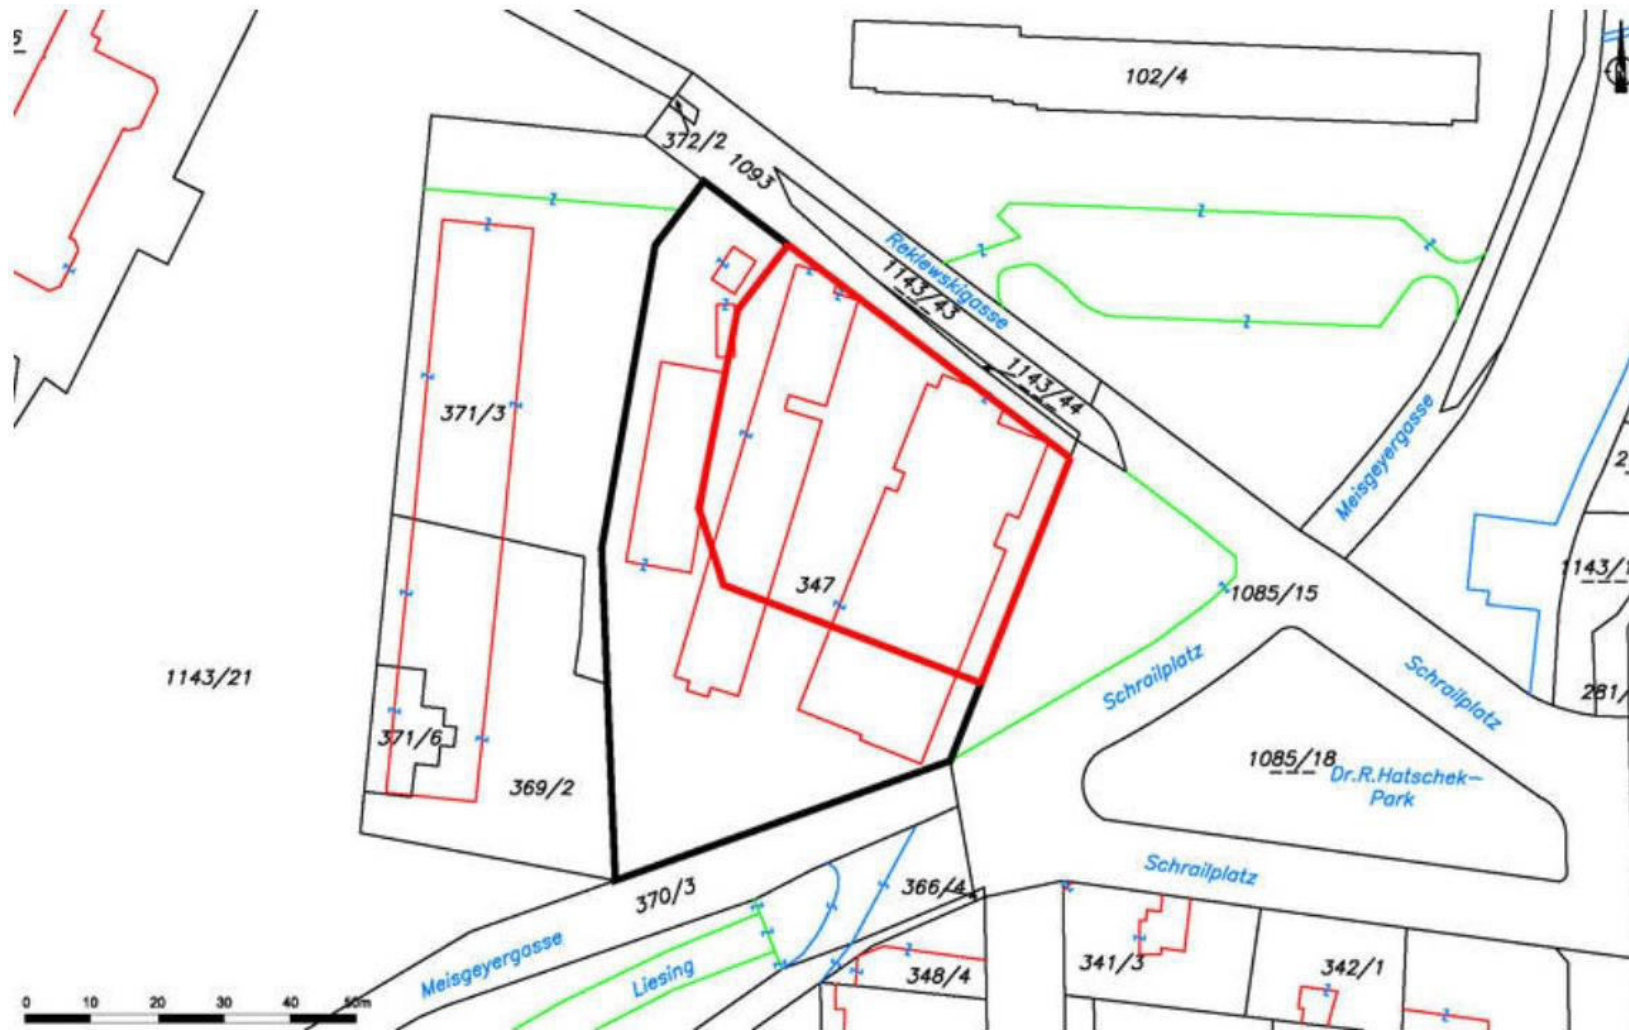 102/4
372/2
1093
Reklewskigasse
1143/43
1143/44
371/3
Meisgeyergasse
347
1085/15
1143/21
Schrailplatz
Schrailplatz
281/
371/6
369/2
1085/18
Dr.R.Hatschek-
Park
Schrailplatz
370/3
366/4
Meisgeyergasse
Liesing
348/4
341/3
342/1
0 10 20 30 40 50m